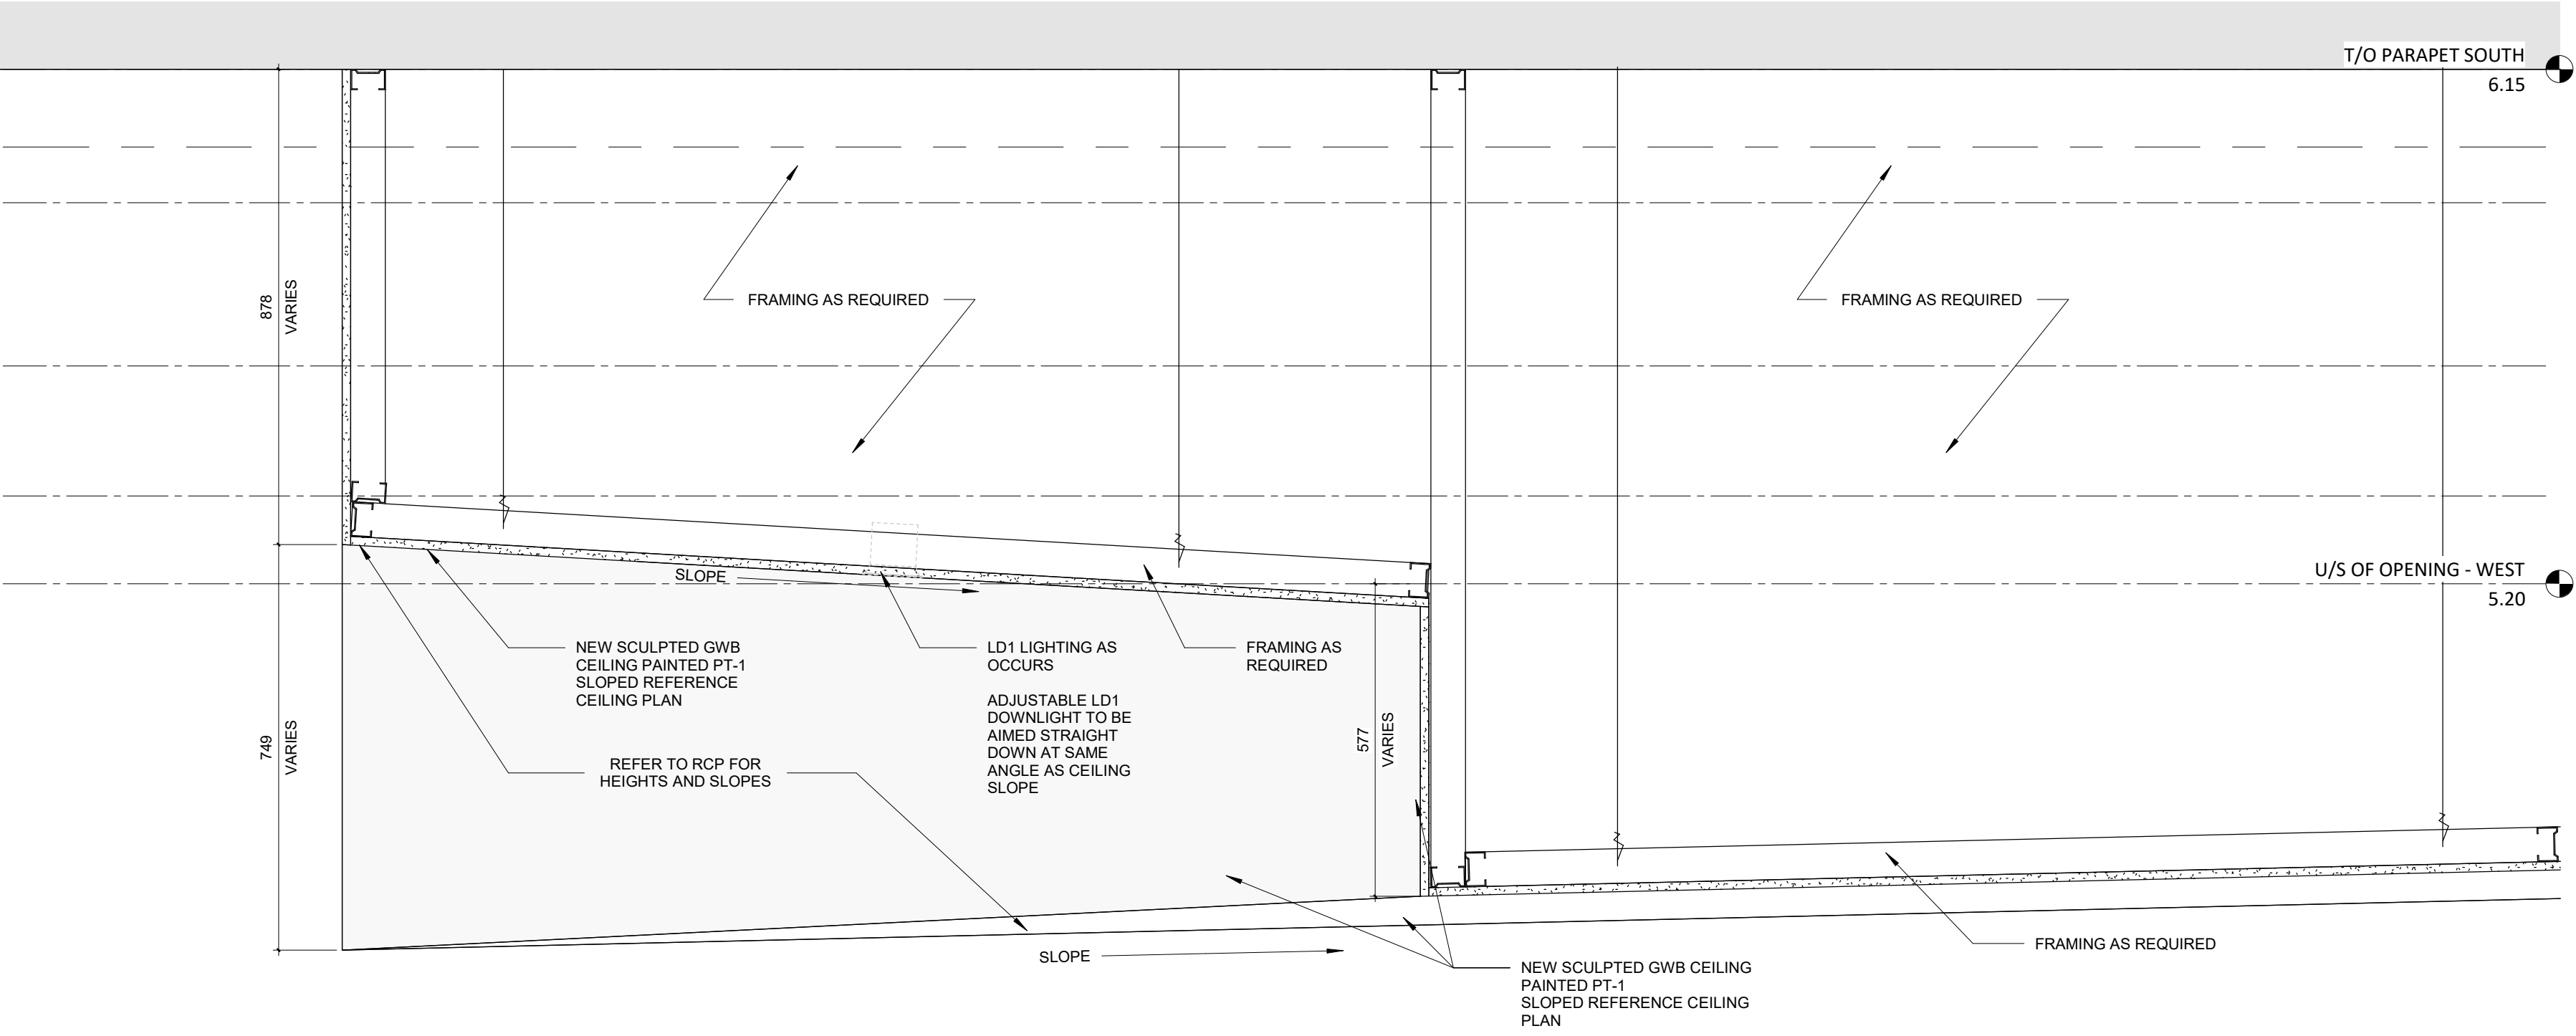 T/O PARAPET SOUTH
6.15
878
VARIES
FRAMING AS REQUIRED
FRAMING AS REQUIRED
U/S OF OPENING - WEST
5.20
SLOPE
NEW SCULPTED GWB
CEILING PAINTED PT-1
SLOPED REFERENCE
CEILING PLAN
LD1 LIGHTING AS
OCCURS
ADJUSTABLE LD1
DOWNLIGHT TO BE
AIMED STRAIGHT
DOWN AT SAME
ANGLE AS CEILING
SLOPE
FRAMING AS
REQUIRED
749
VARIES
REFER TO RCP FOR
HEIGHTS AND SLOPES
577
VARIES
SLOPE
FRAMING AS REQUIRED
NEW SCULPTED GWB CEILING
PAINTED PT-1
SLOPED REFERENCE CEILING
PLAN